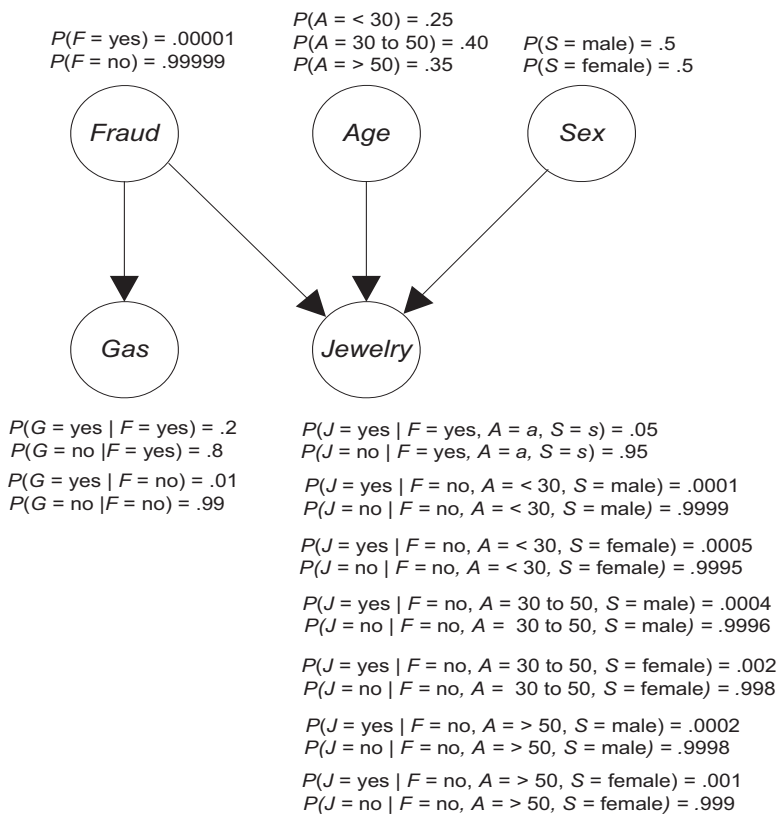 P(F = yes) = .00001
P(F = no) = .99999
P(A = < 30) = .25
P(A = 30 to 50) = .40
P(A = > 50) = .35
P(S = male) = .5
P(S = female) = .5
Fraud
Age
Sex
Gas
Jewelry
P(G = yes | F = yes) = .2
P(G = no |F = yes) = .8
P(G = yes | F = no) = .01
P(G = no |F = no) = .99
P(J = yes | F = yes, A = a, S = s) = .05
P(J = no | F = yes, A = a, S = s) = .95
P(J = yes | F = no, A = < 30, S = male) = .0001
P(J = no | F = no, A = < 30, S = male) = .9999
P(J = yes | F = no, A = < 30, S = female) = .0005
P(J = no | F = no, A = < 30, S = female) = .9995
P(J = yes | F = no, A = 30 to 50, S = male) = .0004
P(J = no | F = no, A = 30 to 50, S = male) = .9996
P(J = yes | F = no, A = 30 to 50, S = female) = .002
P(J = no | F = no, A = 30 to 50, S = female) = .998
P(J = yes | F = no, A = > 50, S = male) = .0002
P(J = no | F = no, A = > 50, S = male) = .9998
P(J = yes | F = no, A = > 50, S = female) = .001
P(J = no | F = no, A = > 50, S = female) = .999